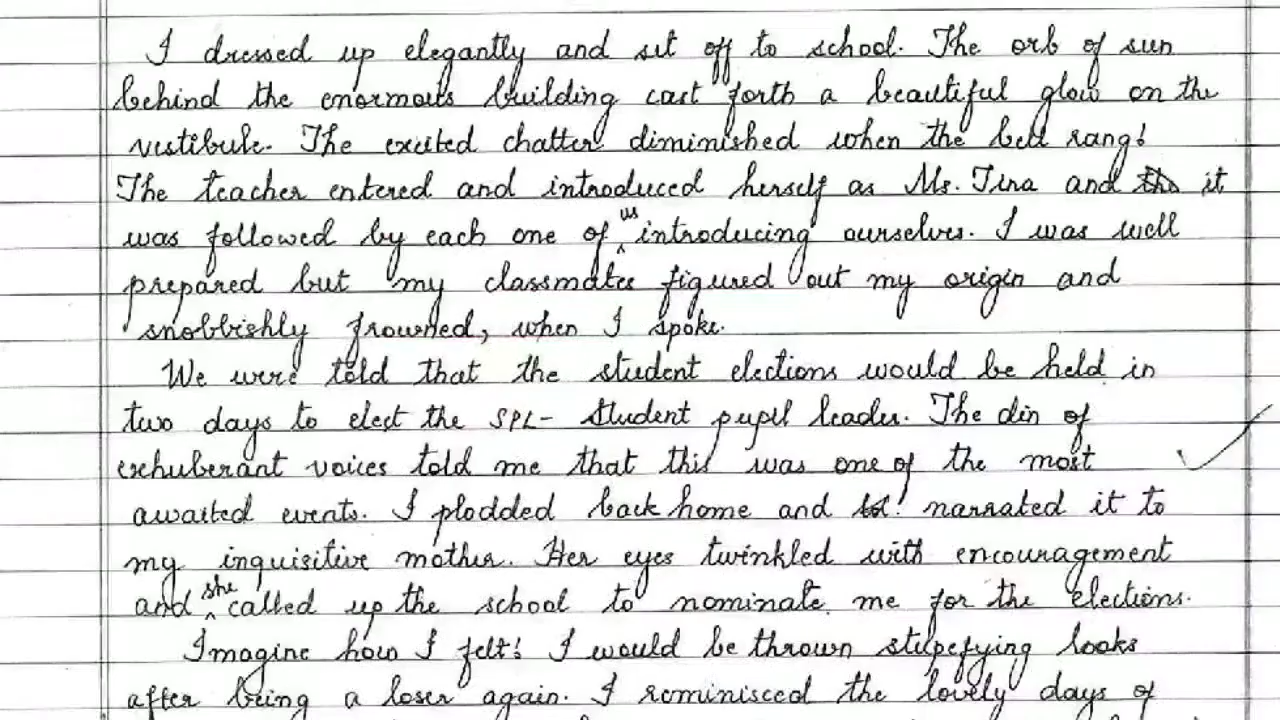 I dressed up elegantly and set off to school. The orb of sun
behind the enormous building cast forth a beautiful glow on the
vestibule. The excited chatter diminished when the bell rang!
The teacher entered and introduced herself as Ms. Tina and it
was followed by each one of us introducing ourselves. I was well
prepared but my classmates figured out my origin and
snobbishly frowned, when I spoke.
We were told that the student elections would be held in
two days to elect the SPL- Student pupil leader. The din of
exhuberant voices told me that this was one of the most
awaited events. I plodded back home and narrated it to
my inquisitive mother. Her eyes twinkled with encouragement
and she called up the school to nominate me for the elections.
Imagine how I felt! I would be thrown stupefying looks
after being a loser again. I reminisced the lovely days of